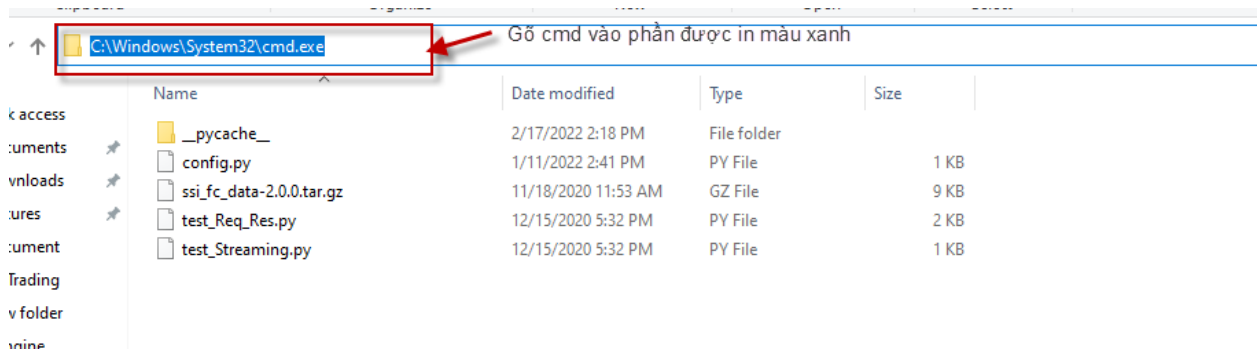 C:\Windows\System32\cmd.exe
Gõ cmd vào phần được in màu xanh
Name Date modified Type Size
k access
__pycache__ 2/17/2022 2:18 PM File folder
cuments
config.py 1/11/2022 2:41 PM PY File 1 KB
wnloads
ssi_fc_data-2.0.0.tar.gz 11/18/2020 11:53 AM GZ File 9 KB
tures
test_Req_Res.py 12/15/2020 5:32 PM PY File 2 KB
cument
test_Streaming.py 12/15/2020 5:32 PM PY File 1 KB
Trading
w folder